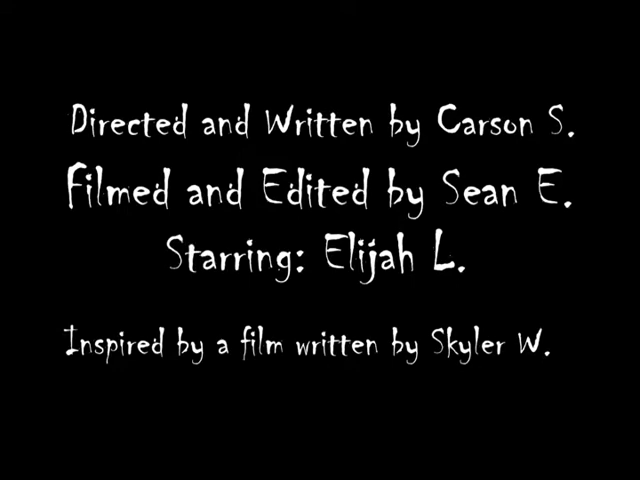 Directed and Written by Carson S.
Filmed and Edited by Sean E.
Starring: Elijah L.
Inspired by a film written by Skyler W.